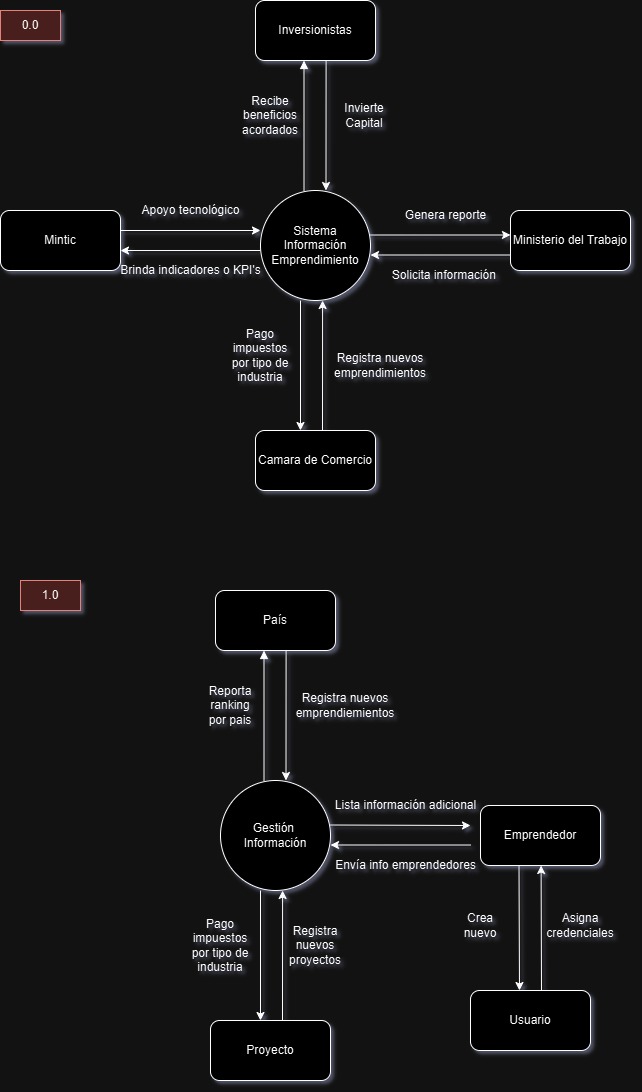 0.0
Inversionistas
Recibe
beneficios
acordados
Invierte
Capital
Mintic
Apoyo tecnológico
Brinda indicadores o KPI's
Sistema
Información
Emprendimiento
Genera reporte
Solicita información
Ministerio del Trabajo
Pago
impuestos
por tipo de
industria
Registra nuevos
emprendimientos
Camara de Comercio
1.0
País
Reporta
ranking
por pais
Registra nuevos
emprendiemientos
Gestión
Información
Lista información adicional
Envía info emprendedores
Emprendedor
Pago
impuestos
por tipo de
industria
Registra
nuevos
proyectos
Crea
nuevo
Asigna
credenciales
Proyecto
Usuario